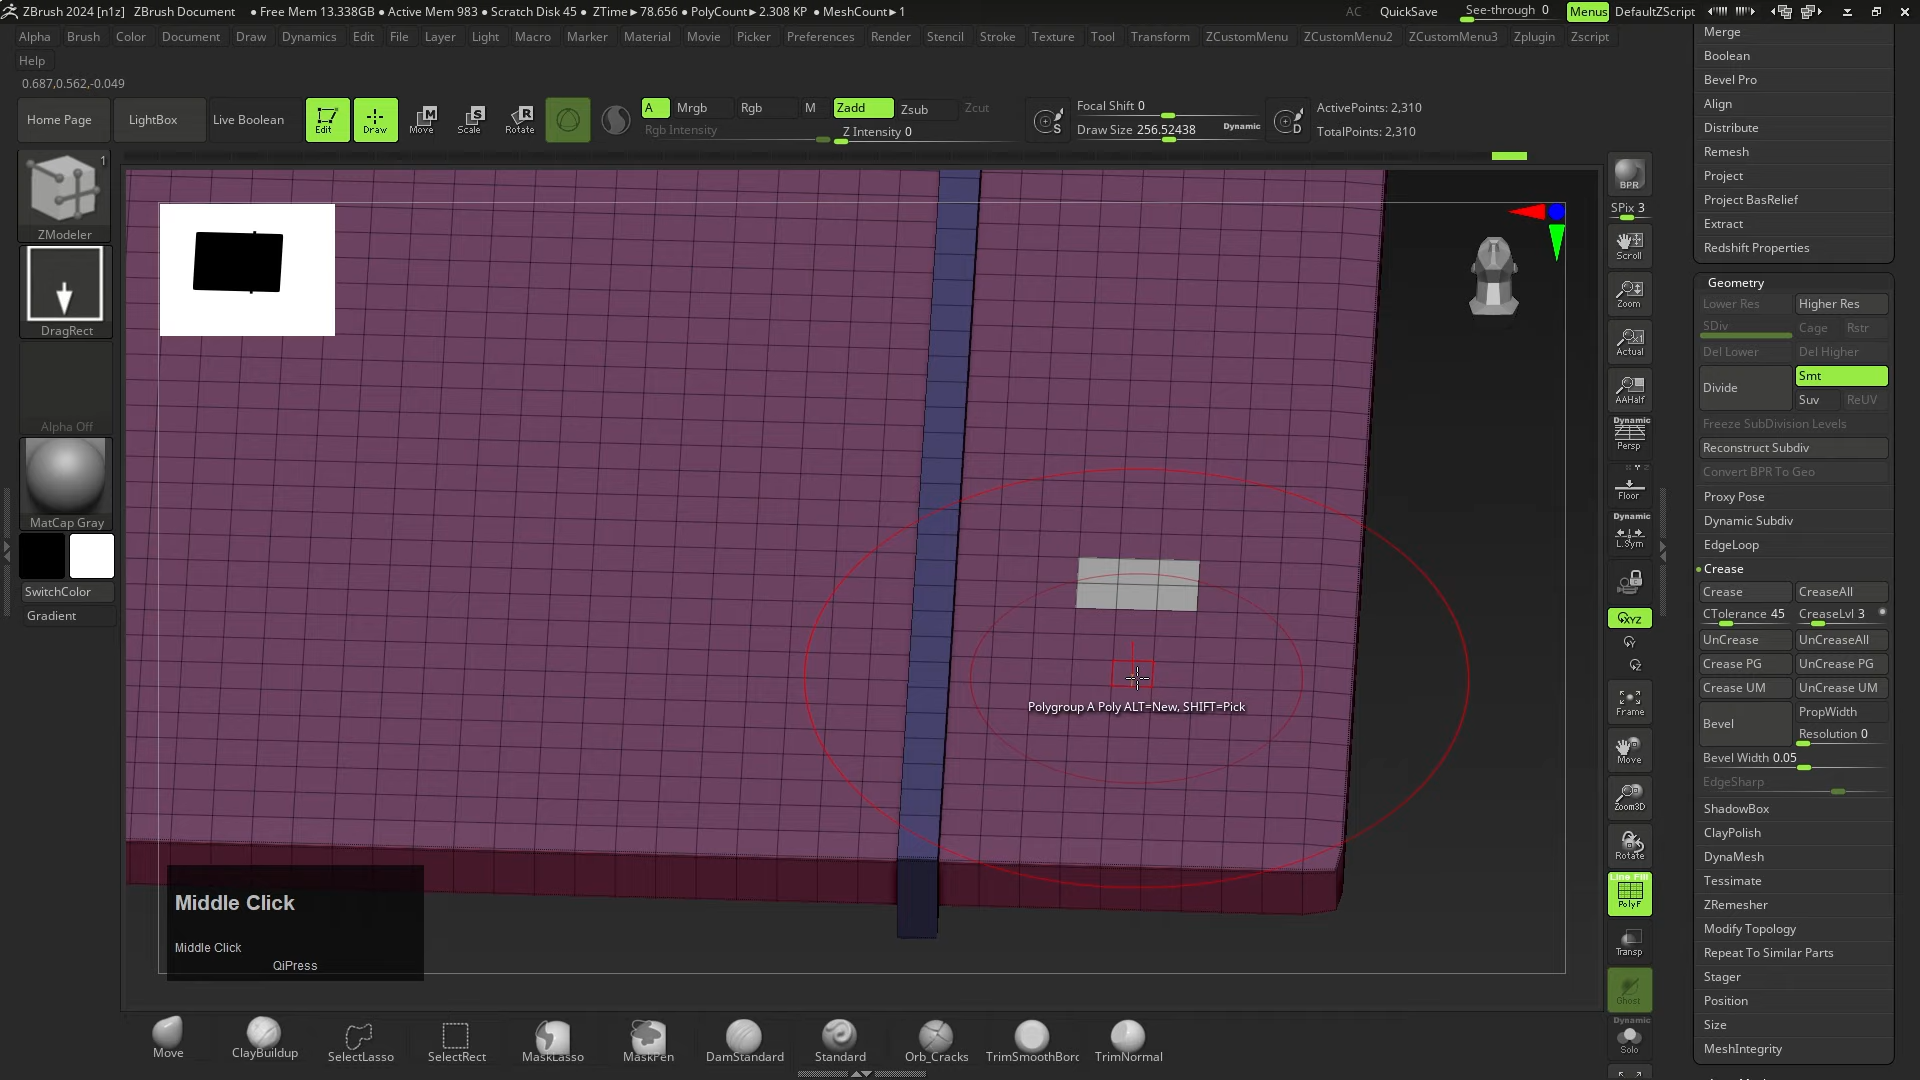 ZBrush 2024 [n1z] ZBrush Document • Free Mem 13.338GB • Active Mem 983 • Scratch Disk 45 • ZTime▶78.656 • PolyCount▶2.308 KP • MeshCount▶1 AC QuickSave See-through 0 Menus DefaultZScript
Alpha Brush Color Document Draw Dynamics Edit File Layer Light Macro Marker Material Movie Picker Preferences Render Stencil Stroke Texture Tool Transform ZCustomMenu ZCustomMenu2 ZCustomMenu3 Zplugin Zscript
Help
0.687,0.562,-0.049
Home Page LightBox Live Boolean Edit Draw Move Scale Rotate
A Mrgb Rgb M Zadd Zsub Zcut
Rgb Intensity Z Intensity 0
Focal Shift 0
Draw Size 256.52438 Dynamic
S D
ActivePoints: 2,310
TotalPoints: 2,310
1
ZModeler
DragRect
Alpha Off
MatCap Gray
SwitchColor
Gradient
Polygroup A Poly ALT=New, SHIFT=Pick
Middle Click
Middle Click
QiPress
Move ClayBuildup SelectLasso SelectRect MaskLasso MaskPen DamStandard Standard Orb_Cracks TrimSmoothBorc TrimNormal
BPR
SPix 3
Scroll
Zoom
Actual
AAHalf
Dynamic
Persp
Floor
Dynamic
L.Sym
XYZ
Y
Z
Frame
Move
Zoom3D
Rotate
Line Fill
PolyF
Transp
Ghost
Dynamic
Solo
Merge
Boolean
Bevel Pro
Align
Distribute
Remesh
Project
Project BasRelief
Extract
Redshift Properties
Geometry
Lower Res Higher Res
SDiv Cage Rstr
Del Lower Del Higher
Divide Smt
Suv ReUV
Freeze SubDivision Levels
Reconstruct Subdiv
Convert BPR To Geo
Proxy Pose
Dynamic Subdiv
EdgeLoop
Crease
Crease CreaseAll
CTolerance 45 CreaseLvl 3
UnCrease UnCreaseAll
Crease PG UnCrease PG
Crease UM UnCrease UM
Bevel PropWidth
Resolution 0
Bevel Width 0.05
EdgeSharp
ShadowBox
ClayPolish
DynaMesh
Tessimate
ZRemesher
Modify Topology
Repeat To Similar Parts
Stager
Position
Size
MeshIntegrity